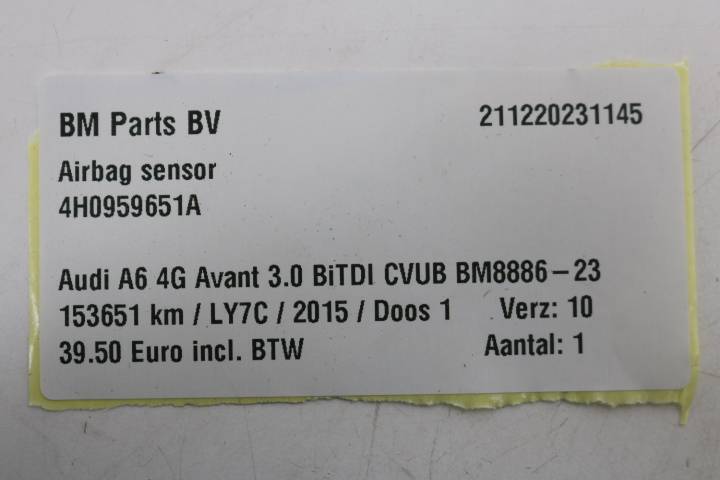 BM Parts BV 211220231145
Airbag sensor
4H0959651A
Audi A6 4G Avant 3.0 BiTDI CVUB BM8886-23
153651 km / LY7C / 2015 / Doos 1 Verz: 10
39.50 Euro incl. BTW Aantal: 1